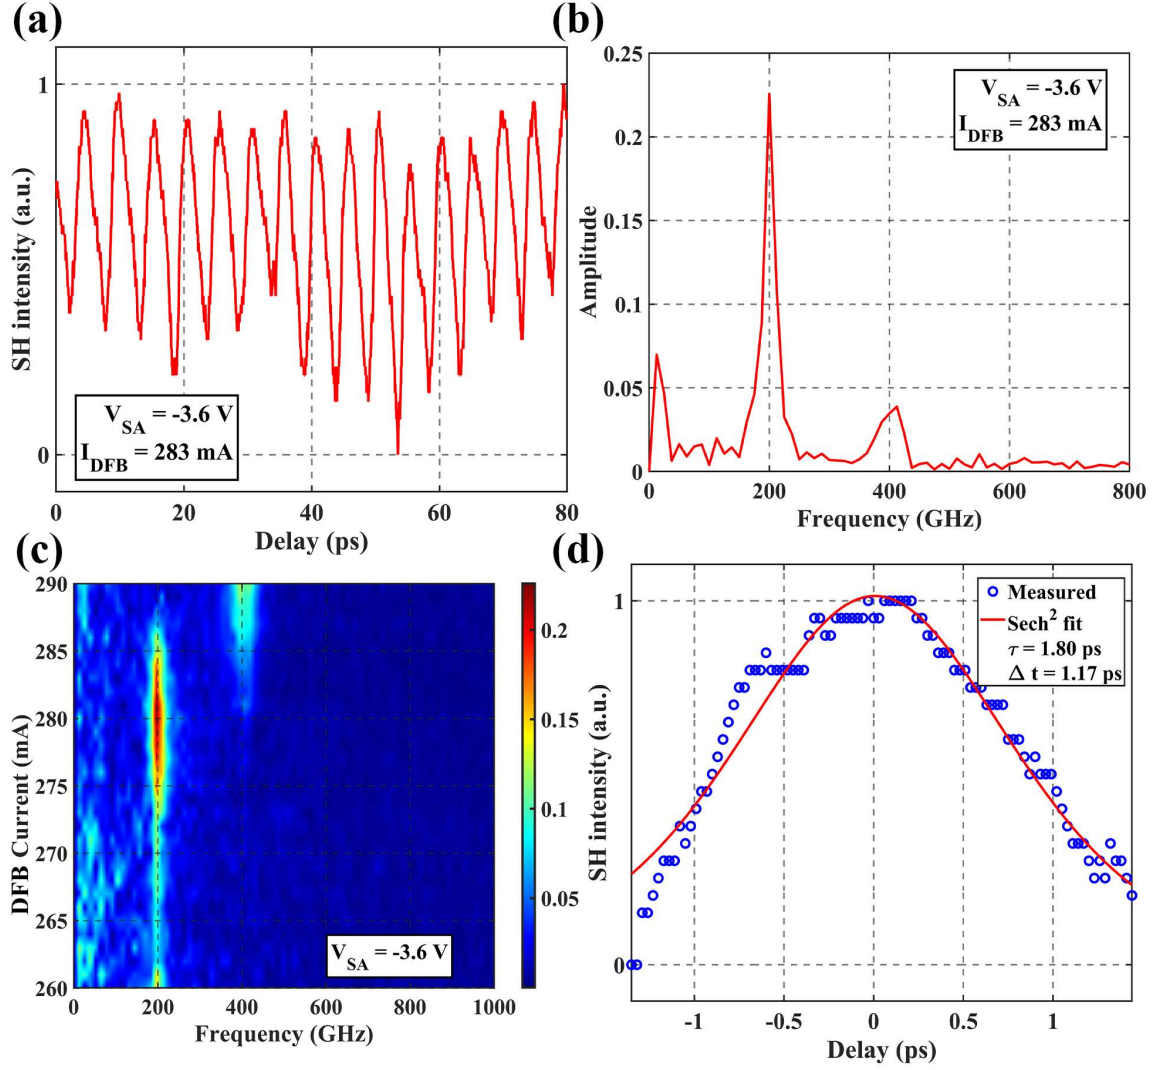 (a)
SH intensity (a.u.)
1
0
V_SA = -3.6 V
I_DFB = 283 mA
0 20 40 60 80
Delay (ps)
(b)
Amplitude
0.25
0.2
0.15
0.1
0.05
0
V_SA = -3.6 V
I_DFB = 283 mA
0 200 400 600 800
Frequency (GHz)
(c)
DFB Current (mA)
290
285
280
275
270
265
260
V_SA = -3.6 V
0 200 400 600 800 1000
Frequency (GHz)
0.2
0.15
0.1
0.05
(d)
SH intensity (a.u.)
1
0
Measured
Sech² fit
τ = 1.80 ps
Δ t = 1.17 ps
-1 -0.5 0 0.5 1
Delay (ps)